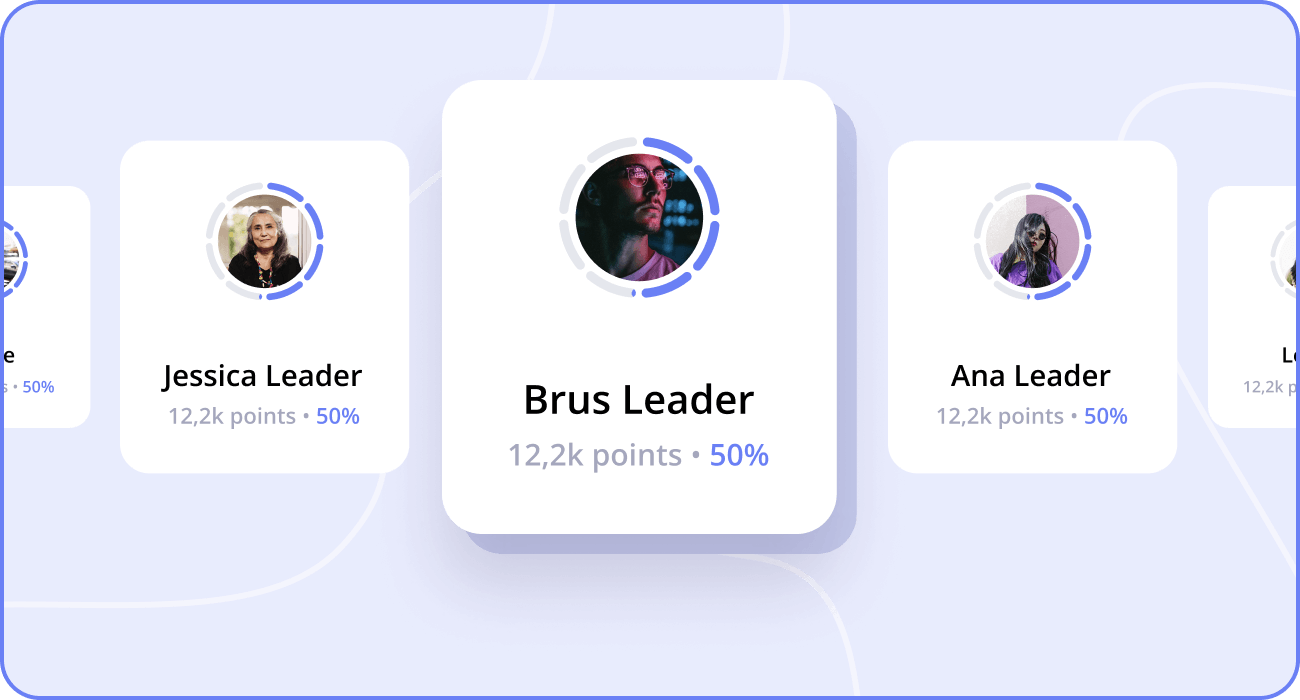 e
s • 50%
Jessica Leader
12,2k points • 50%
Brus Leader
12,2k points • 50%
Ana Leader
12,2k points • 50%
Le
12,2k p